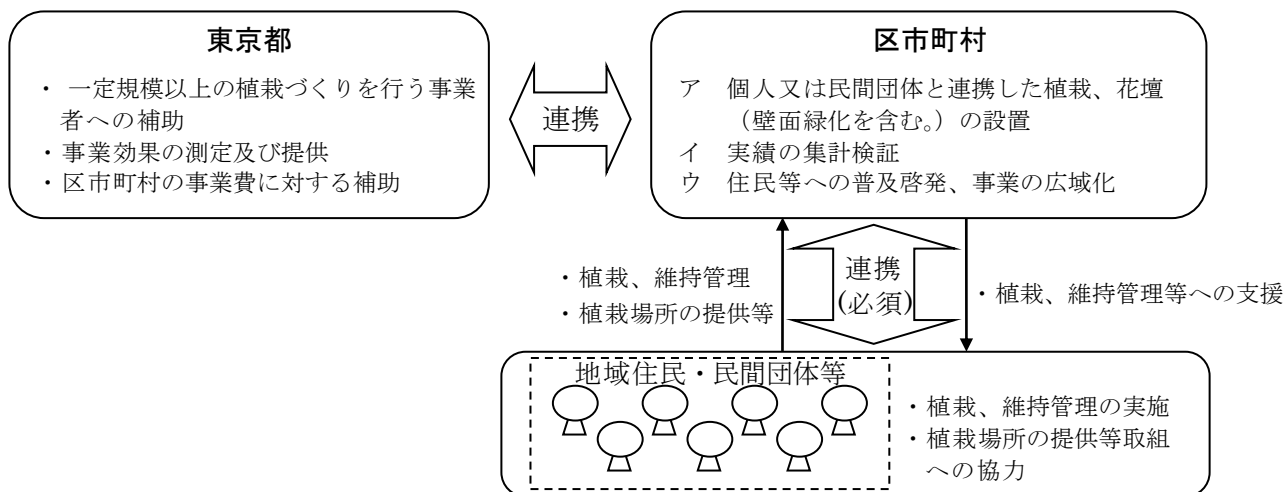 東京都
・ 一定規模以上の植栽づくりを行う事業
者への補助
・事業効果の測定及び提供
・区市町村の事業費に対する補助
連携
区市町村
ア 個人又は民間団体と連携した植栽、花壇
（壁面緑化を含む。）の設置
イ 実績の集計検証
ウ 住民等への普及啓発、事業の広域化
・植栽、維持管理
・植栽場所の提供等
連携
(必須)
・植栽、維持管理等への支援
地域住民・民間団体等
・植栽、維持管理の実施
・植栽場所の提供等取組
への協力